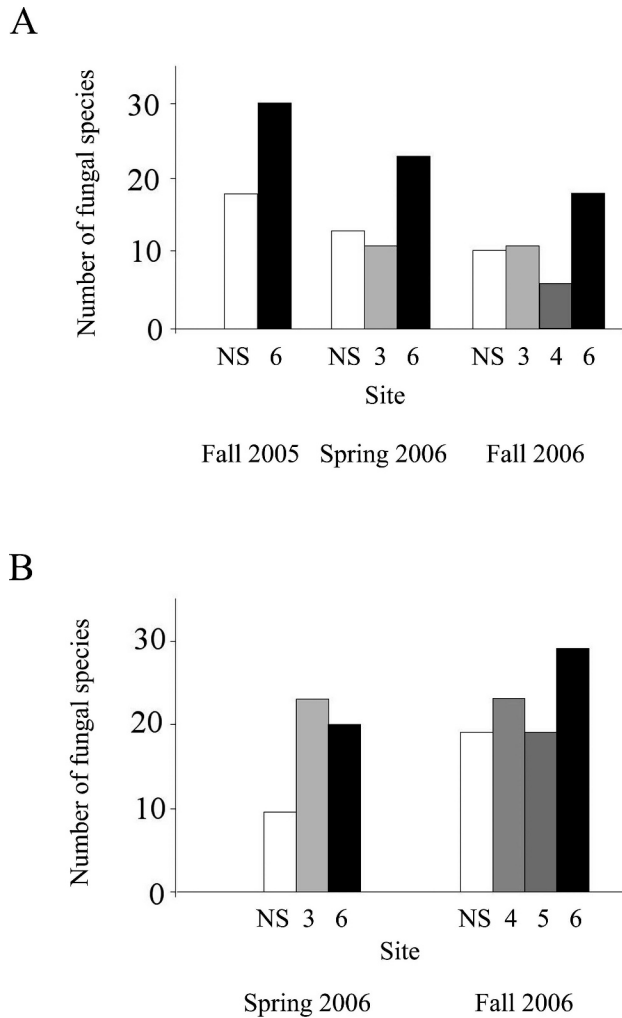 A
Number of fungal species
30
20
10
0
NS 6 NS 3 6 NS 3 4 6
Site
Fall 2005 Spring 2006 Fall 2006
B
Number of fungal species
30
20
10
0
NS 3 6 NS 4 5 6
Site
Spring 2006 Fall 2006